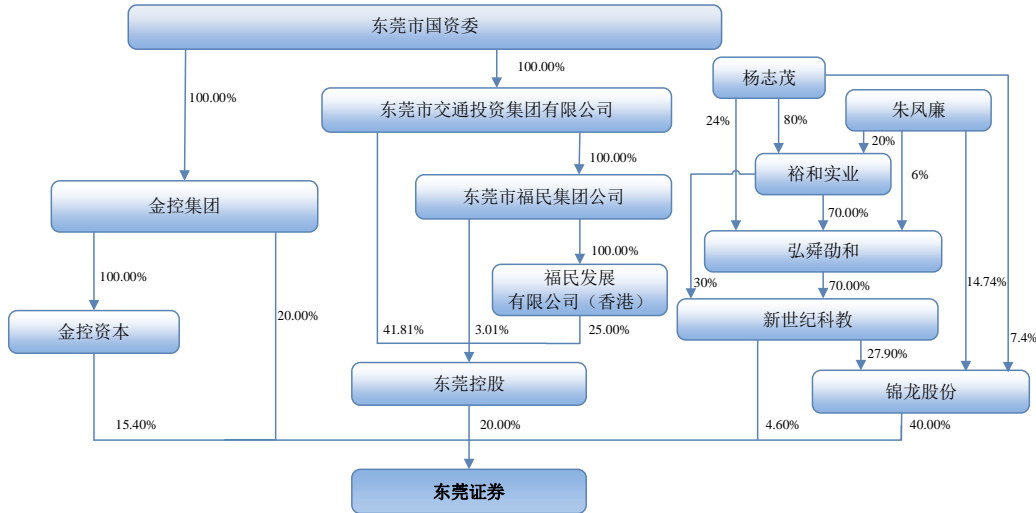 东莞市国资委
100.00%
100.00%
杨志茂
东莞市交通投资集团有限公司
朱凤廉
24%
80%
20%
100.00%
裕和实业
金控集团
东莞市福民集团公司
6%
70.00%
100.00%
100.00%
弘舜劭和
福民发展
有限公司（香港）
30%
70.00%
14.74%
金控资本
20.00%
41.81%
3.01%
25.00%
新世纪科教
7.4%
27.90%
东莞控股
锦龙股份
15.40%
20.00%
4.60%
40.00%
东莞证券